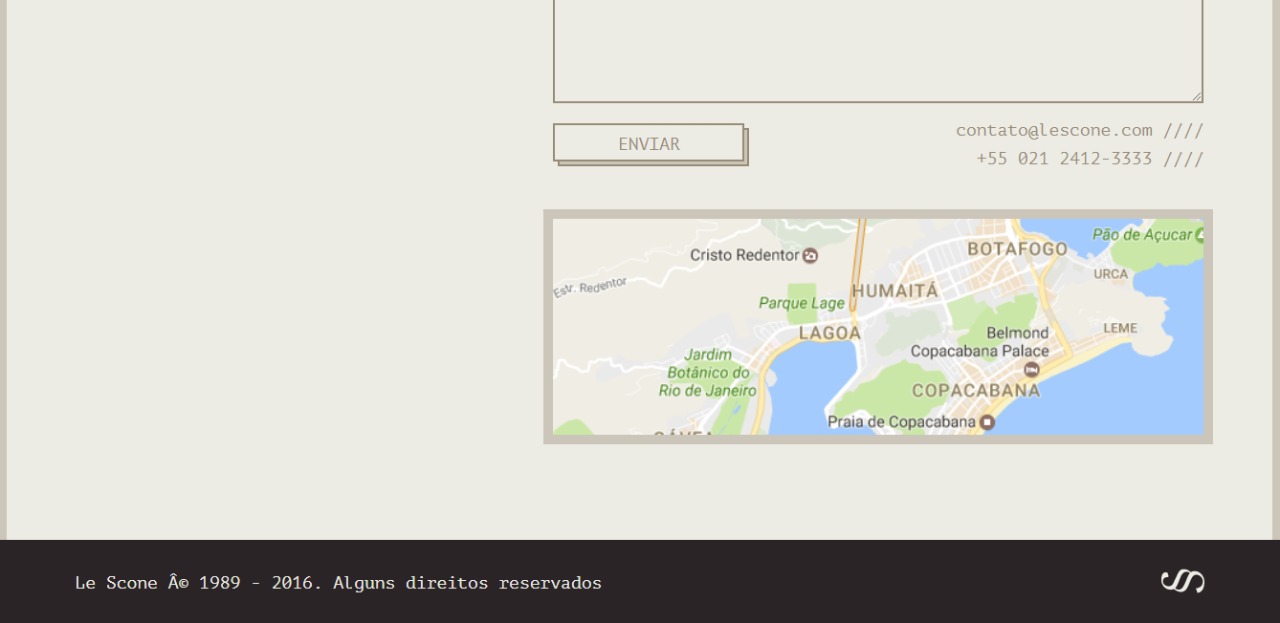 ENVIAR
contato@lescone.com ////
+55 021 2412-3333 ////
Pão de Açucar
BOTAFOGO
Cristo Redentor
URCA
Estr. Redentor
HUMAITÁ
Parque Lage
LEME
LAGOA
Belmond
Copacabana Palace
Jardim
Botânico do
Rio de Janeiro
COPACABANA
Praia de Copacabana
GÁVEA
Le Scone Â© 1989 - 2016. Alguns direitos reservados